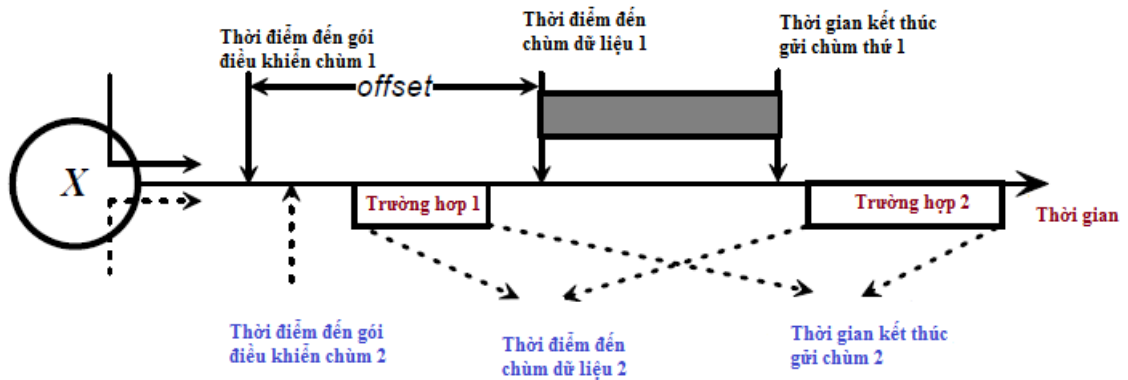 Thời điểm đến gói
điều khiển chùm 1
Thời điểm đến
chùm dữ liệu 1
Thời gian kết thúc
gửi chùm thứ 1
offset
X
Trường hơp 1
Trường hợp 2
Thời gian
Thời điểm đến gói
điều khiển chùm 2
Thời điểm đến
chùm dữ liệu 2
Thời gian kết thúc
gửi chùm 2